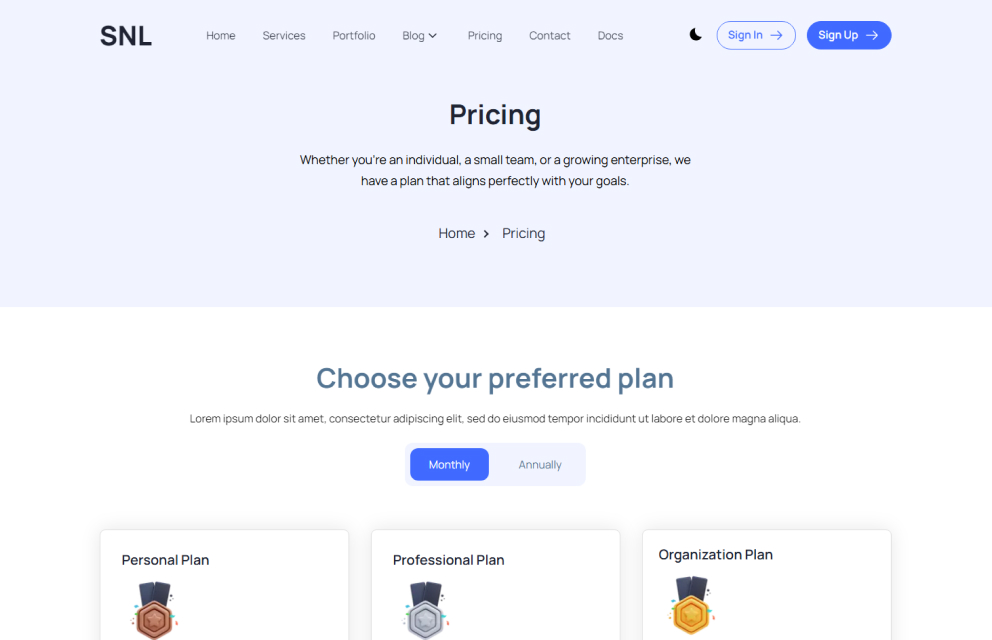 SNL
Home
Services
Portfolio
Blog
Pricing
Contact
Docs
Sign In
Sign Up
Pricing
Whether you're an individual, a small team, or a growing enterprise, we
have a plan that aligns perfectly with your goals.
Home
Pricing
Choose your preferred plan
Lorem ipsum dolor sit amet, consectetur adipiscing elit, sed do eiusmod tempor incididunt ut labore et dolore magna aliqua.
Monthly
Annually
Personal Plan
Professional Plan
Organization Plan